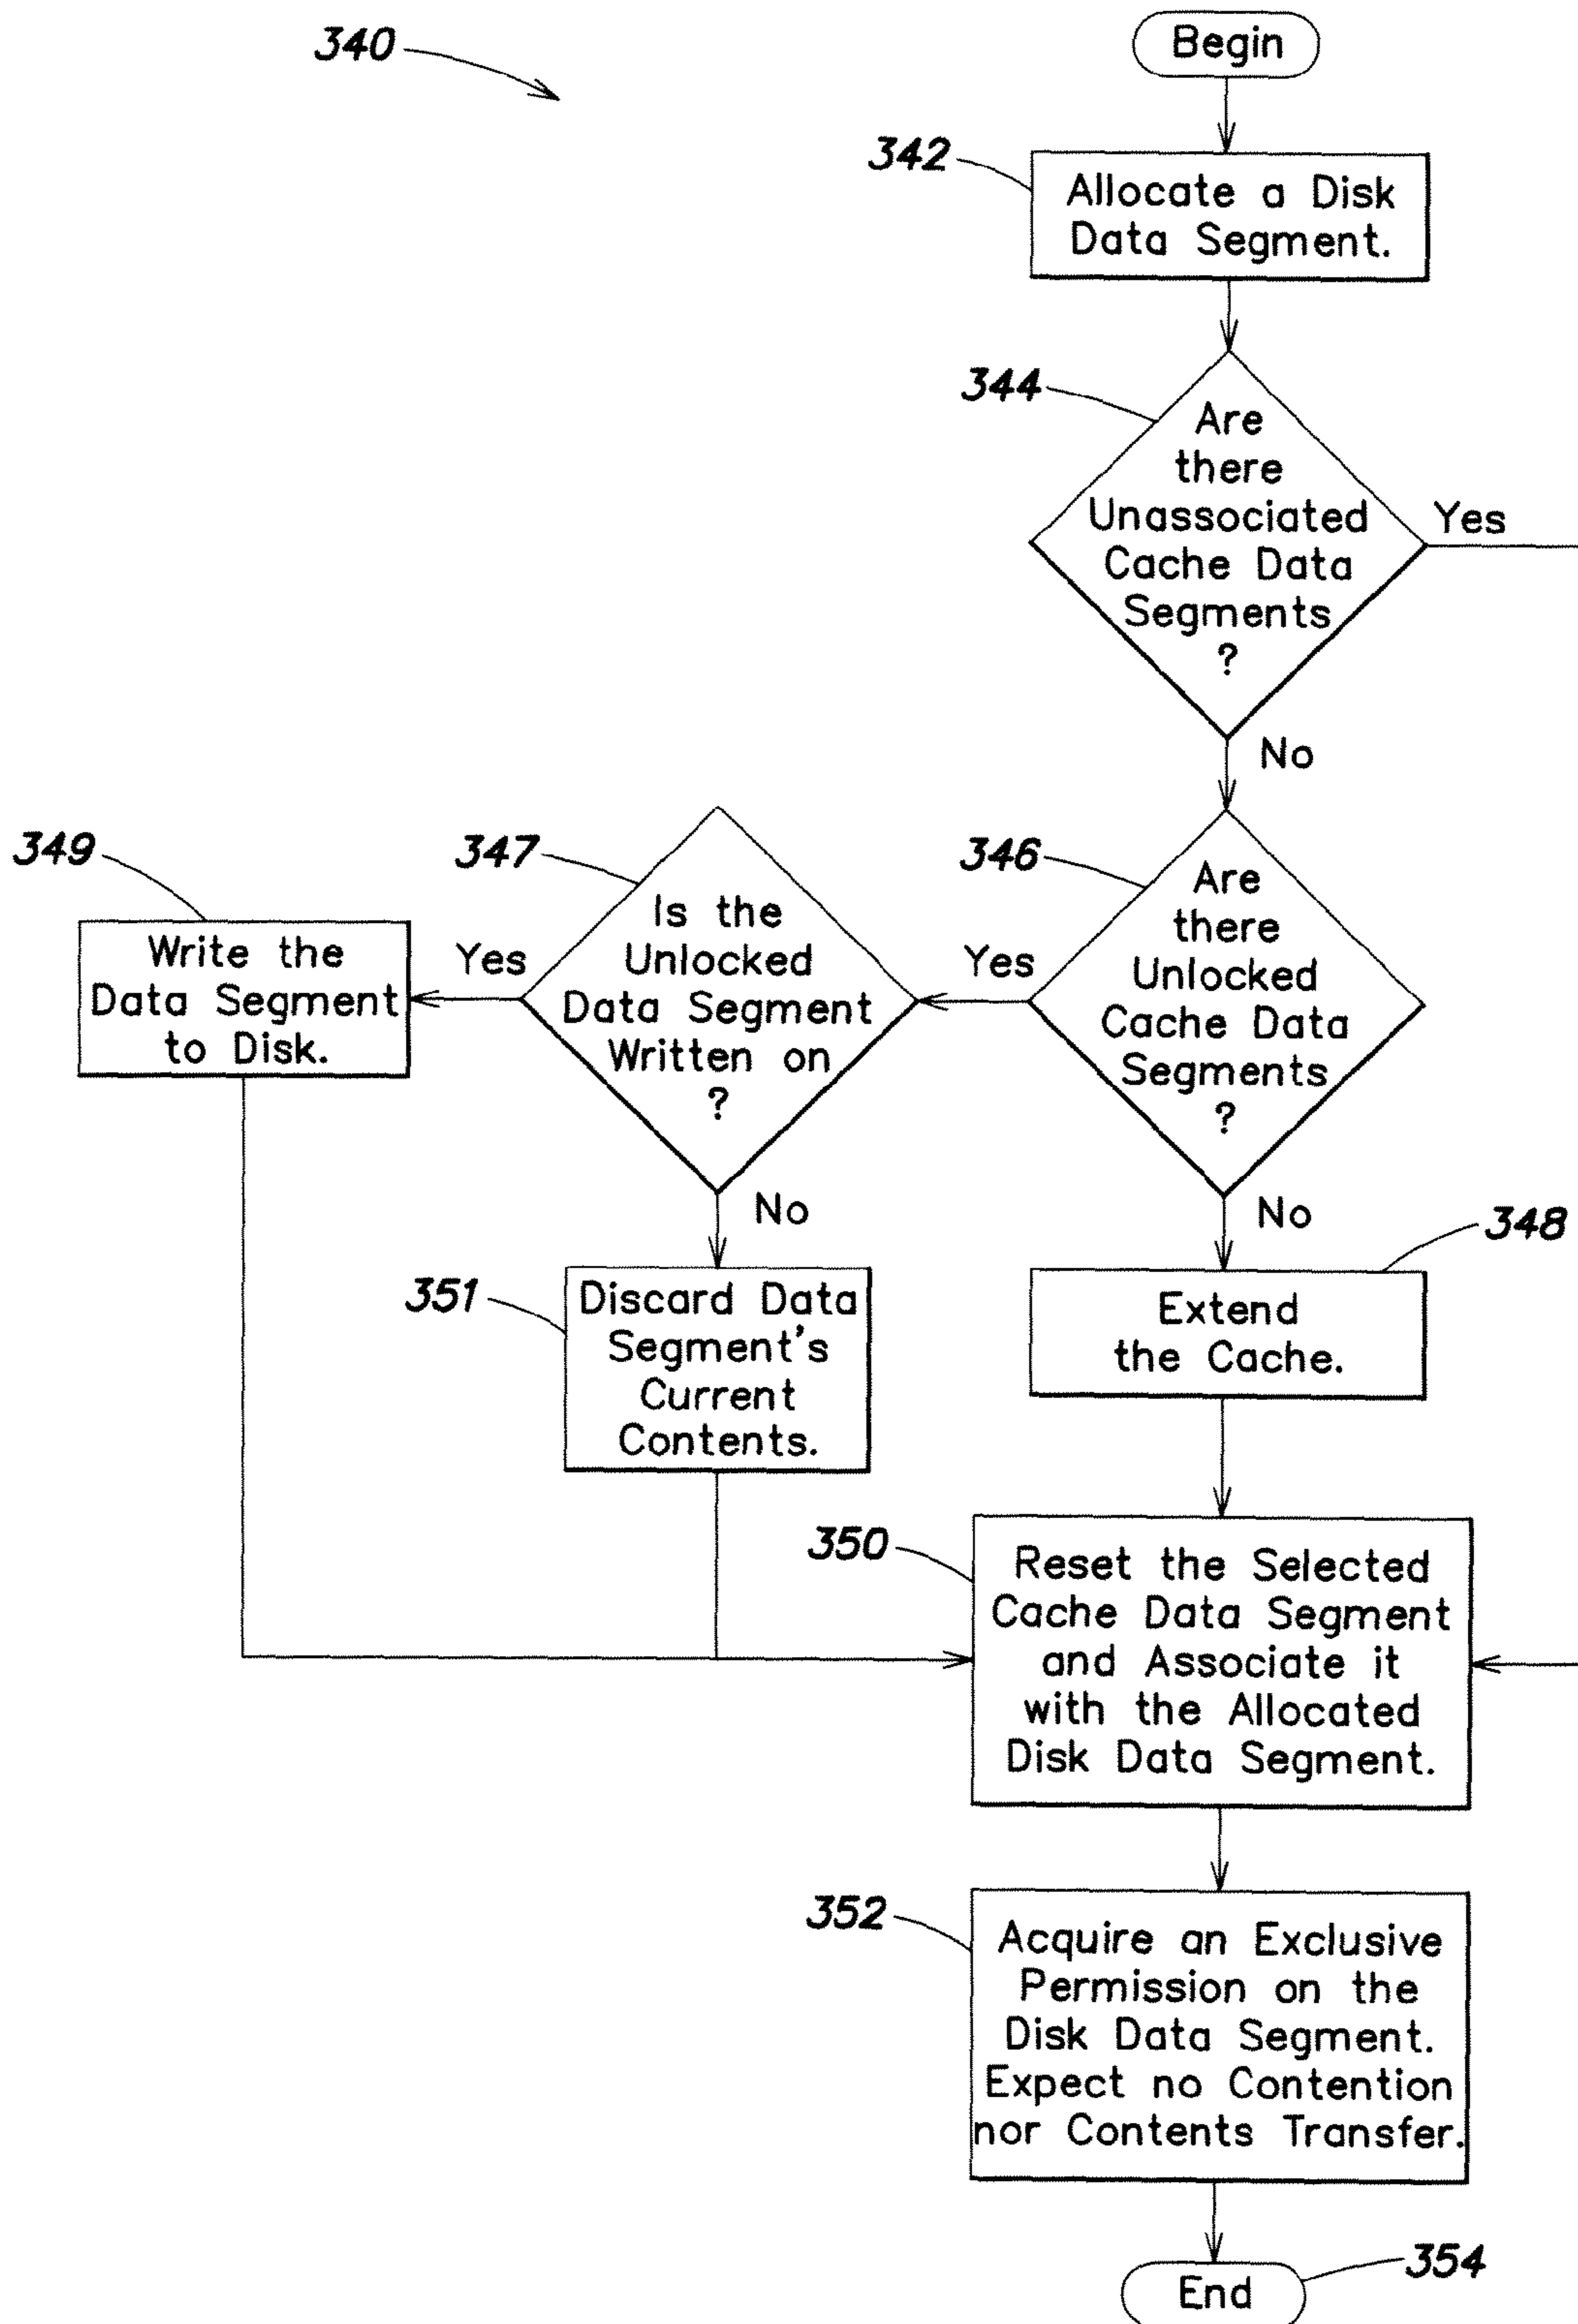 340
Begin
342
Allocate a Disk
Data Segment.
344
Are
there
Unassociated
Cache Data
Segments
?
Yes
No
349
Write the
Data Segment
to Disk.
Yes
347
Is the
Unlocked
Data Segment
Written on
?
Yes
346
Are
there
Unlocked
Cache Data
Segments
?
No
No
351
Discard Data
Segment's
Current
Contents.
348
Extend
the Cache.
350
Reset the Selected
Cache Data Segment
and Associate it
with the Allocated
Disk Data Segment.
352
Acquire an Exclusive
Permission on the
Disk Data Segment.
Expect no Contention
nor Contents Transfer.
End
354